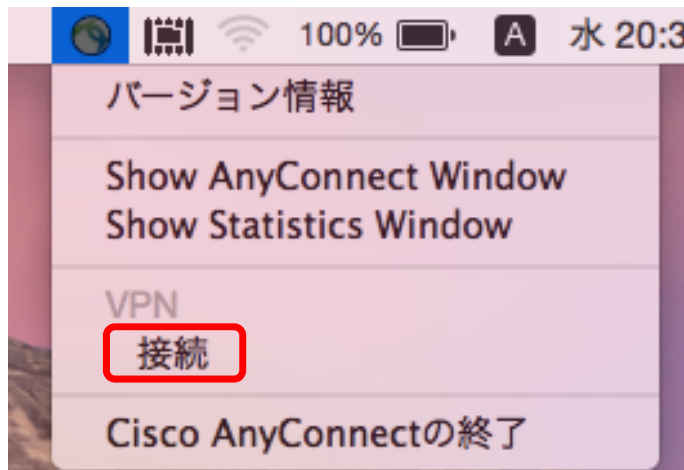 100% A 水 20:3
バージョン情報
Show AnyConnect Window
Show Statistics Window
VPN
接続
Cisco AnyConnectの終了